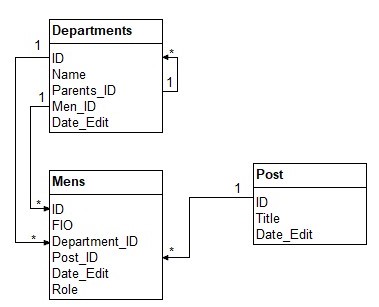 Departments
1
*
ID
Name
Parents_ID
1
1
Men_ID
Date_Edit
Mens
*
ID
FIO
*
Department_ID
Post_ID
*
Date_Edit
Role
Post
1
ID
Title
Date_Edit